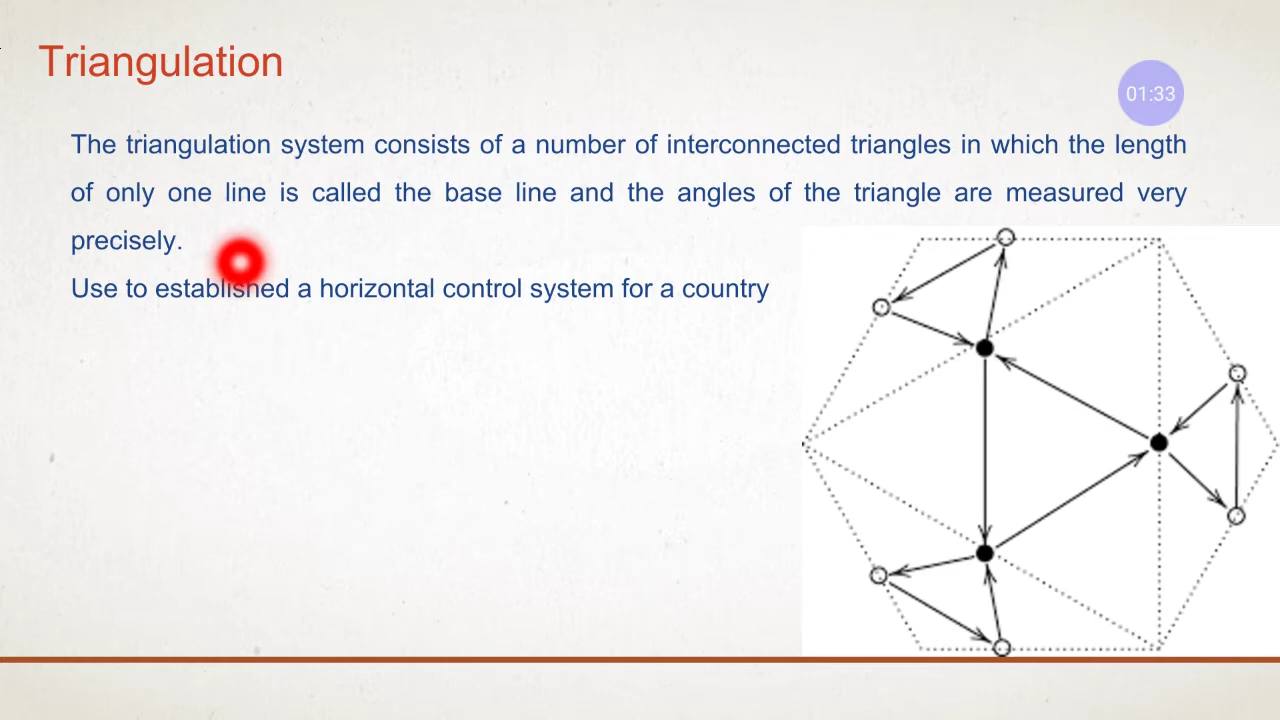 Triangulation
01:33
The triangulation system consists of a number of interconnected triangles in which the length
of only one line is called the base line and the angles of the triangle are measured very
precisely.
Use to established a horizontal control system for a country